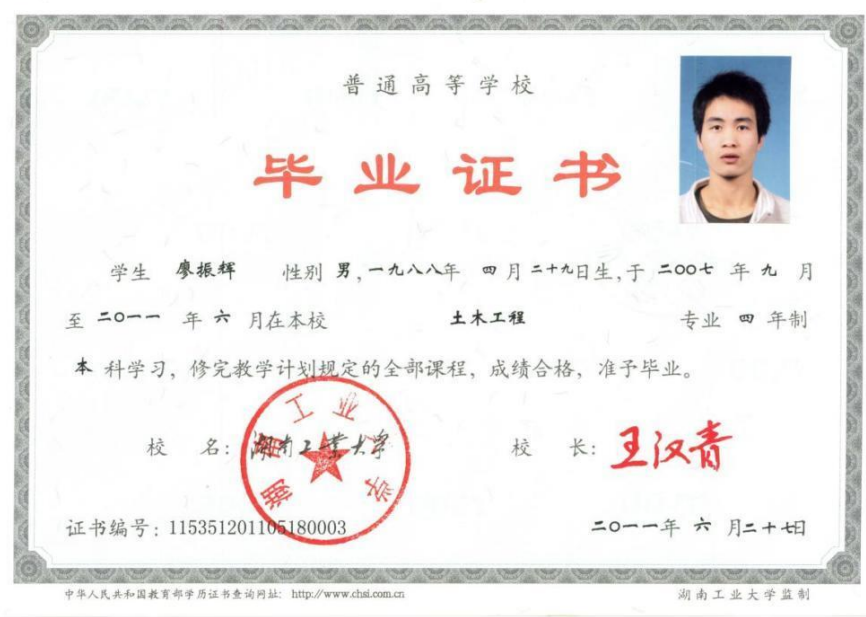 普通高等学校
毕业证书
学生 廖振辉 性别 男，一九八八年 四 月二十九日生，于 二〇〇七 年 九 月
至 二〇一一 年 六 月在本校 土木工程 专业 四 年制
本 科学习，修完教学计划规定的全部课程，成绩合格，准予毕业。
校 名：湖南工业大学 校 长：王汉青
湖南工业大学
证书编号：115351201105180003 二〇一一年 六 月二十七日
中华人民共和国教育部学历证书查询网址：http://www.chsi.com.cn 湖南工业大学监制